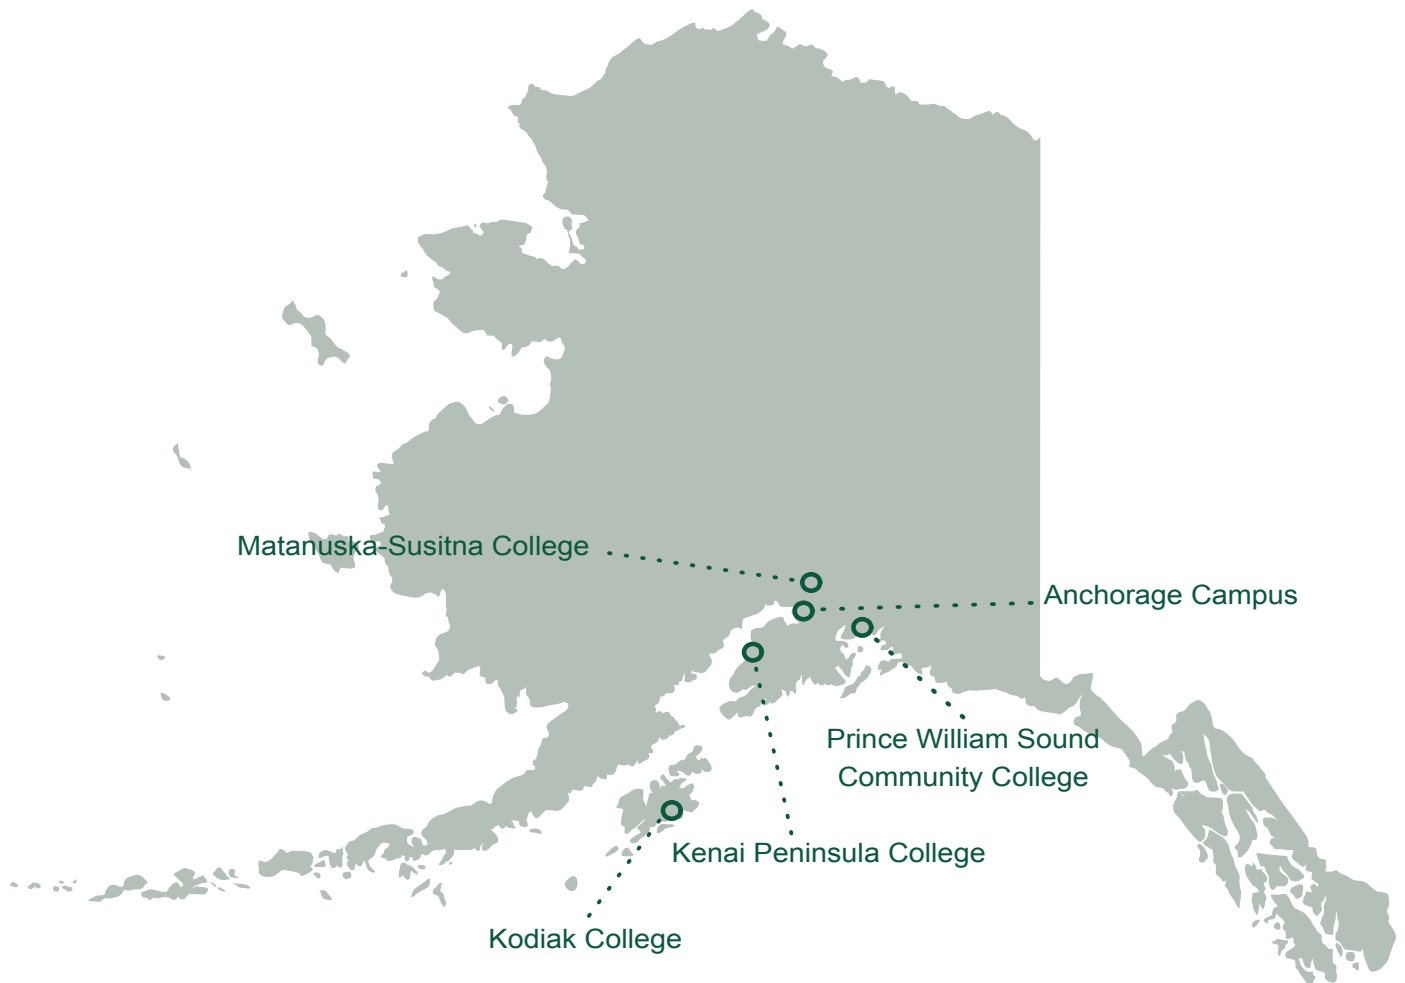 Matanuska-Susitna College
Anchorage Campus
Prince William Sound
Community College
Kenai Peninsula College
Kodiak College